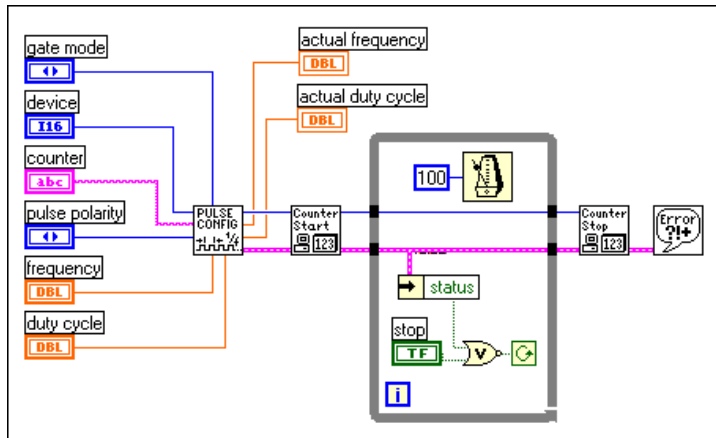 gate mode
device
I16
counter
abc
pulse polarity
frequency
DBL
duty cycle
DBL
actual frequency
DBL
actual duty cycle
DBL
PULSE
CONFIG
Counter
Start
123
100
status
stop
TF
V
i
Counter
Stop
123
Error
?!+